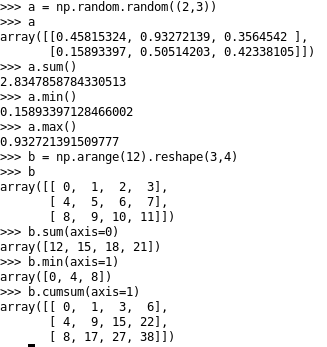 >>> a = np.random.random((2,3))
>>> a
array([[0.45815324, 0.93272139, 0.3564542 ],
       [0.15893397, 0.50514203, 0.42338105]])
>>> a.sum()
2.8347858784330513
>>> a.min()
0.15893397128466002
>>> a.max()
0.932721391509777
>>> b = np.arange(12).reshape(3,4)
>>> b
array([[ 0,  1,  2,  3],
       [ 4,  5,  6,  7],
       [ 8,  9, 10, 11]])
>>> b.sum(axis=0)
array([12, 15, 18, 21])
>>> b.min(axis=1)
array([0, 4, 8])
>>> b.cumsum(axis=1)
array([[ 0,  1,  3,  6],
       [ 4,  9, 15, 22],
       [ 8, 17, 27, 38]])